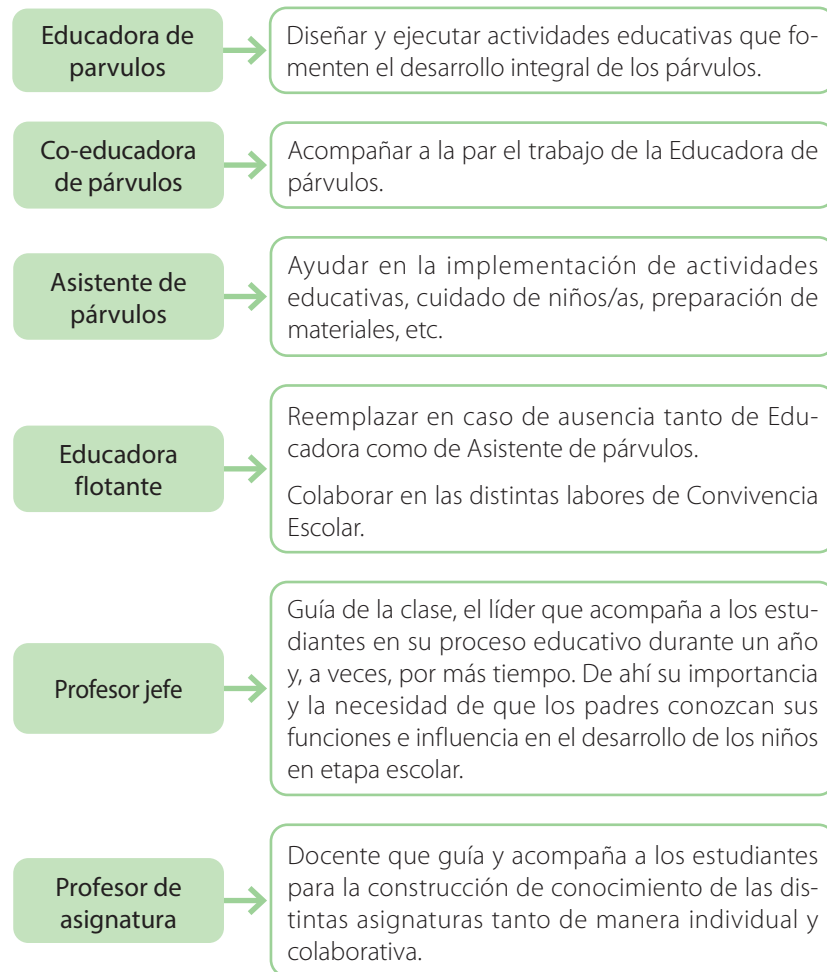 Educadora de
parvulos
Diseñar y ejecutar actividades educativas que fo-
menten el desarrollo integral de los párvulos.
Co-educadora
de párvulos
Acompañar a la par el trabajo de la Educadora de
párvulos.
Asistente de
párvulos
Ayudar en la implementación de actividades
educativas, cuidado de niños/as, preparación de
materiales, etc.
Educadora
flotante
Reemplazar en caso de ausencia tanto de Edu-
cadora como de Asistente de párvulos.
Colaborar en las distintas labores de Convivencia
Escolar.
Profesor jefe
Guía de la clase, el líder que acompaña a los estu-
diantes en su proceso educativo durante un año
y, a veces, por más tiempo. De ahí su importancia
y la necesidad de que los padres conozcan sus
funciones e influencia en el desarrollo de los niños
en etapa escolar.
Profesor de
asignatura
Docente que guía y acompaña a los estudiantes
para la construcción de conocimiento de las dis-
tintas asignaturas tanto de manera individual y
colaborativa.